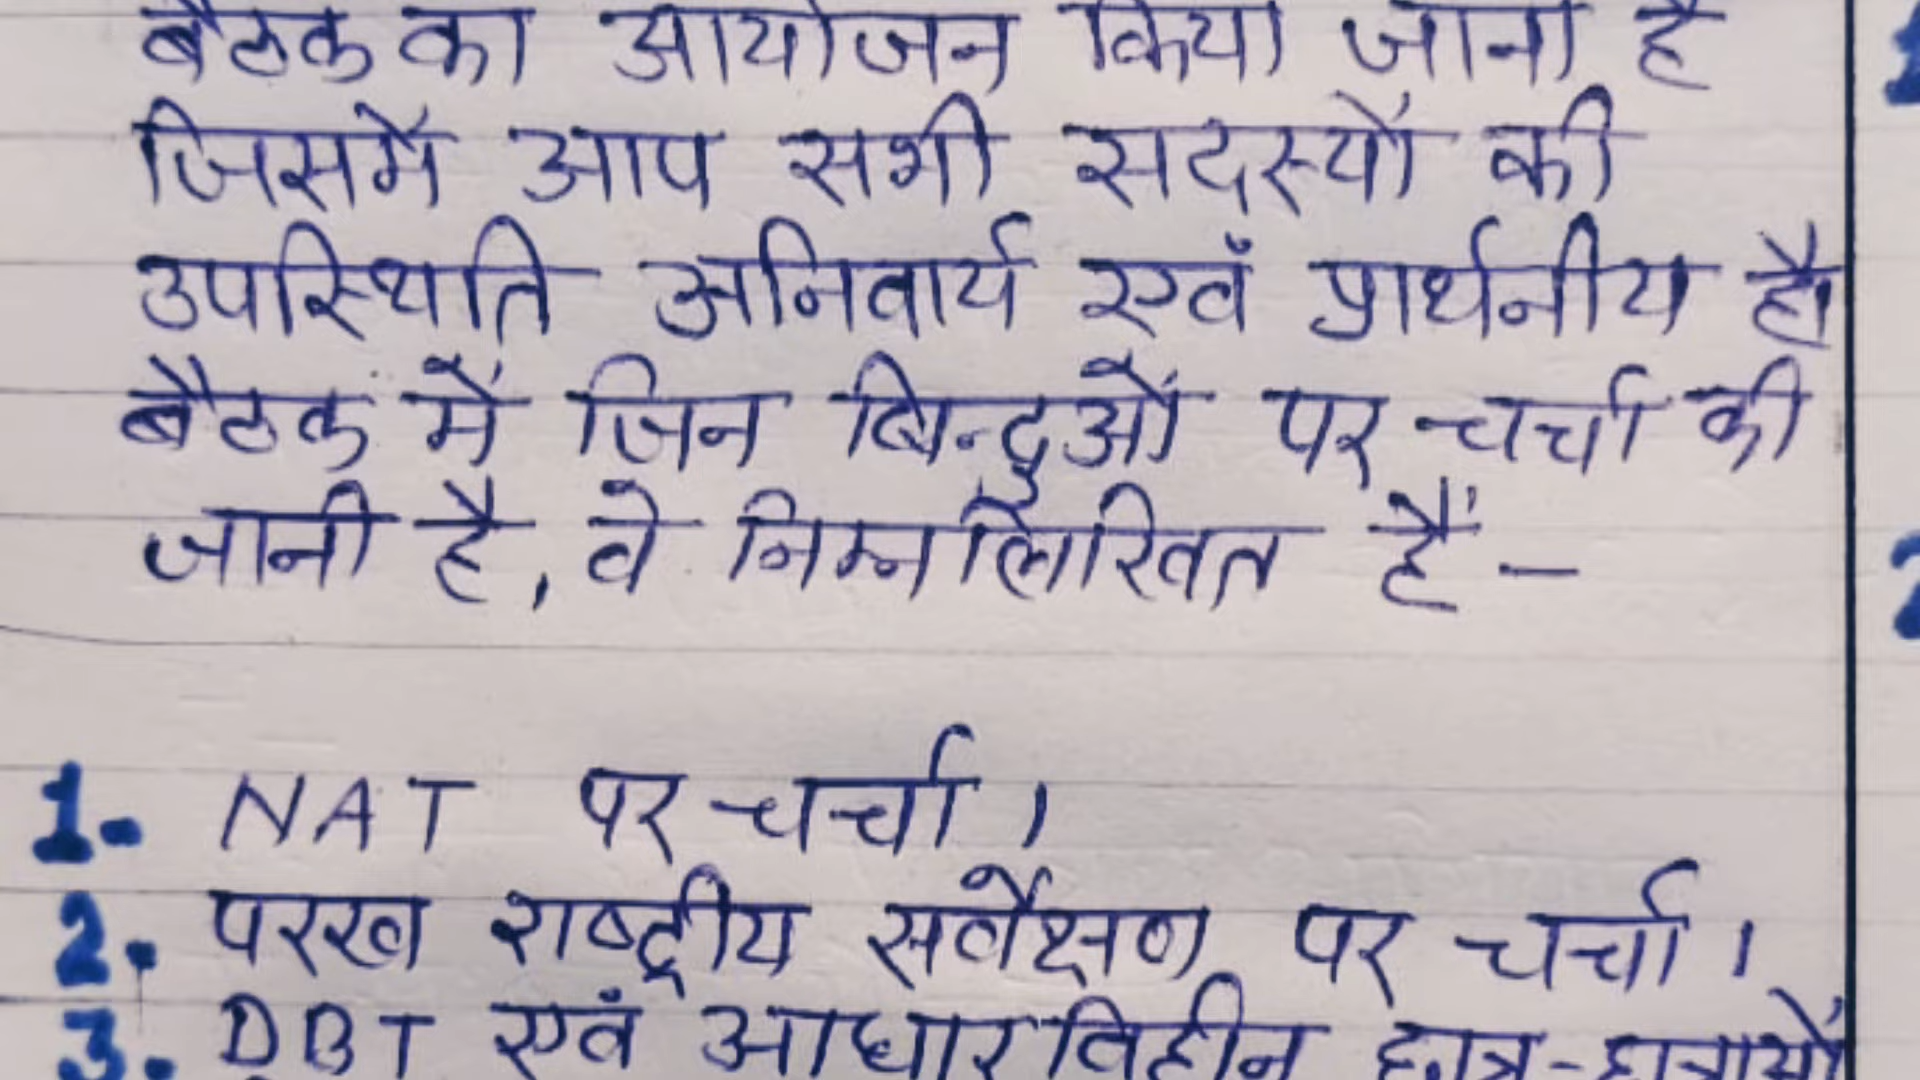 बैठक का आयोजन किया जाना है
जिसमें आप सभी सदस्यों की
उपस्थिति अनिवार्य एवं प्रार्थनीय है।
बैठक में जिन बिन्दुओं पर चर्चा की
जानी है, वे निम्नलिखित हैं -
1. NAT पर चर्चा।
2. परख राष्ट्रीय सर्वेक्षण पर चर्चा।
3. DBT एवं आधार विहीन छात्र-छात्राओं